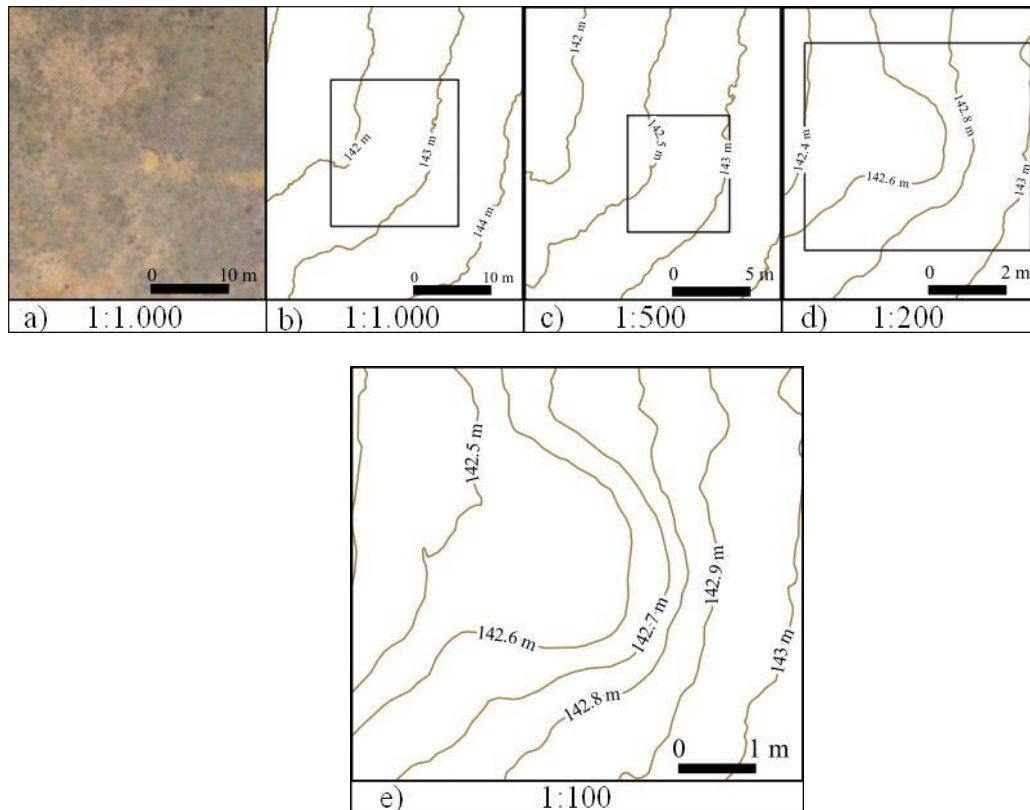 0 10 m
a) 1:1.000
142 m
143 m
144 m
0 10 m
b) 1:1.000
142 m
142.5 m
143 m
0 5 m
c) 1:500
142.4 m
142.6 m
142.8 m
143 m
0 2 m
d) 1:200
142.5 m
142.6 m
142.7 m
142.8 m
142.9 m
143 m
0 1 m
e) 1:100